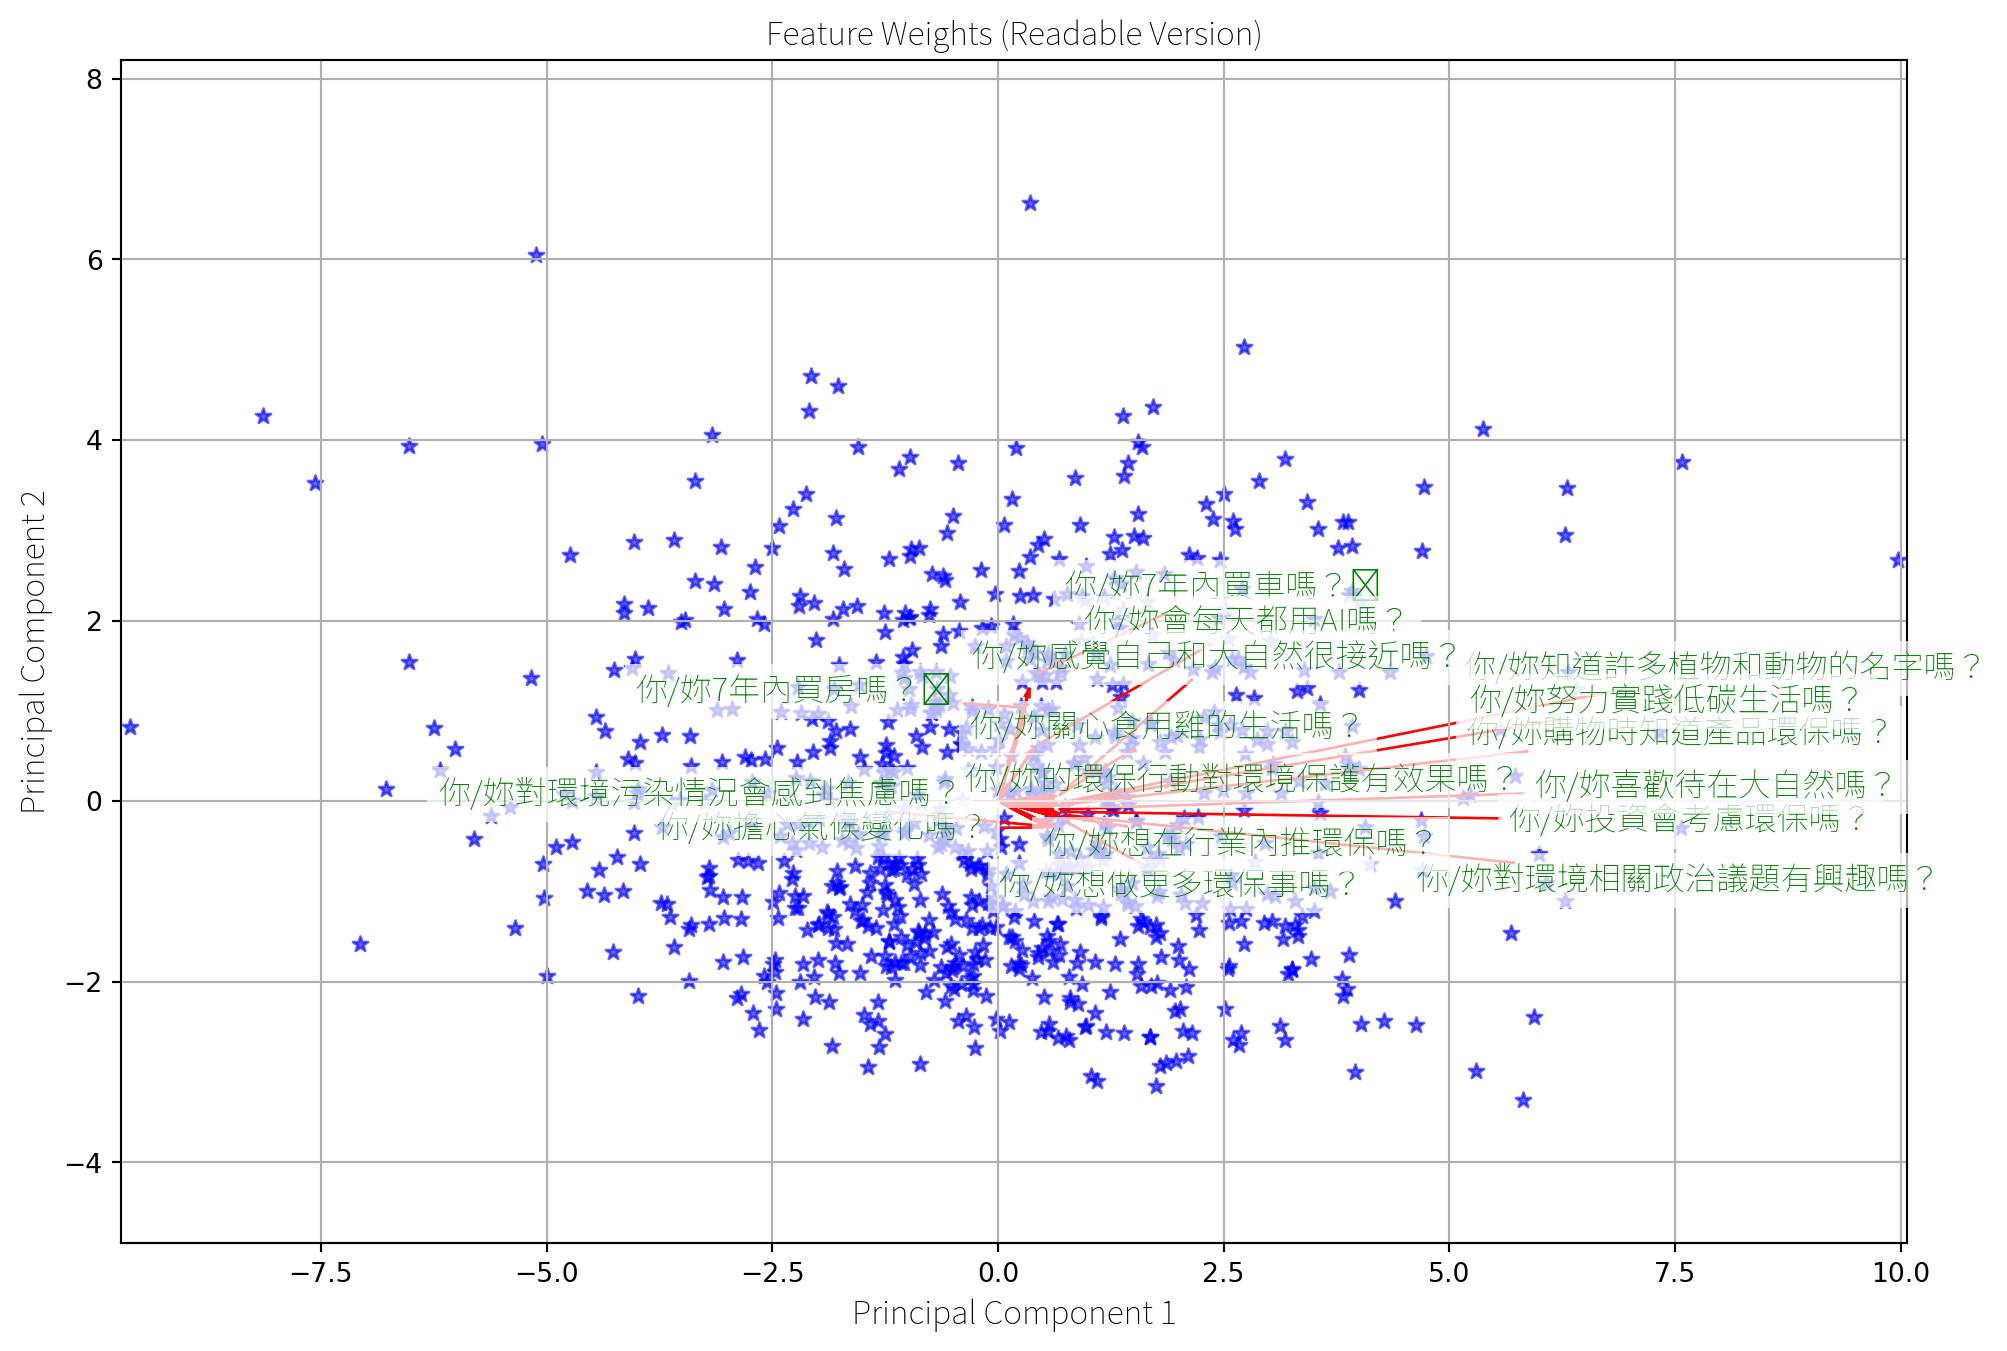 Feature Weights (Readable Version)
Principal Component 2
8
6
4
2
0
−2
−4
你/妳7年內買車嗎？
你/妳會每天都用AI嗎？
你/妳感覺自己和大自然很接近嗎？
你/妳知道許多植物和動物的名字嗎？
你/妳7年內買房嗎？
你/妳努力實踐低碳生活嗎？
你/妳關心食用雞的生活嗎？
你/妳購物時知道產品環保嗎？
你/妳的環保行動對環境保護有效果嗎？
你/妳喜歡待在大自然嗎？
你/妳對環境污染情況會感到焦慮嗎？
你/妳投資會考慮環保嗎？
你/妳擔心氣候變化嗎？
你/妳想在行業內推環保嗎？
你/妳對環境相關政治議題有興趣嗎？
你/妳想做更多環保事嗎？
−7.5
−5.0
−2.5
0.0
2.5
5.0
7.5
10.0
Principal Component 1